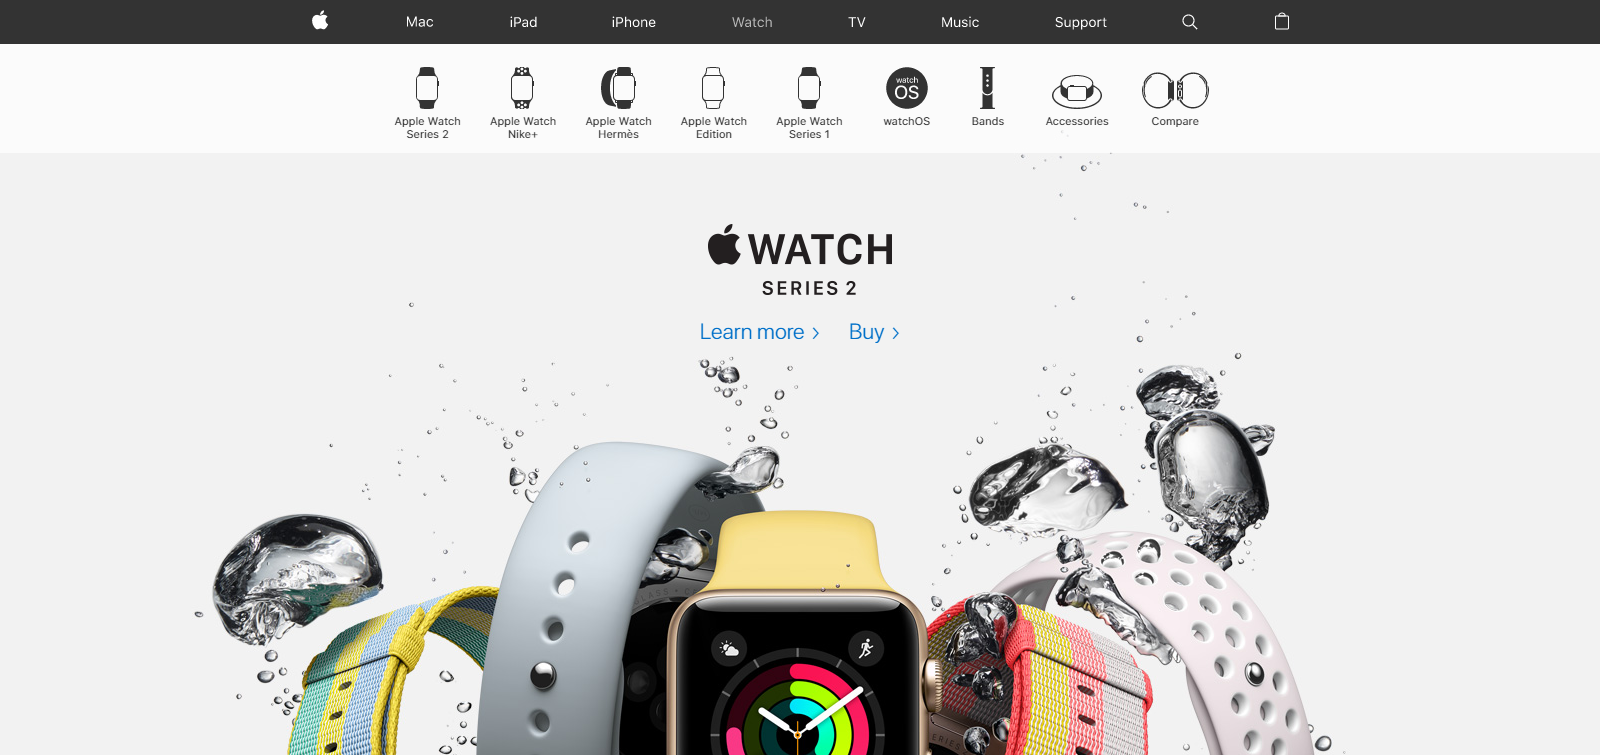 Mac
iPad
iPhone
Watch
TV
Music
Support
Apple Watch
Series 2
Apple Watch
Nike+
Apple Watch
Hermès
Apple Watch
Edition
Apple Watch
Series 1
watch
OS
watchOS
Bands
Accessories
Compare
WATCH
SERIES 2
Learn more
Buy